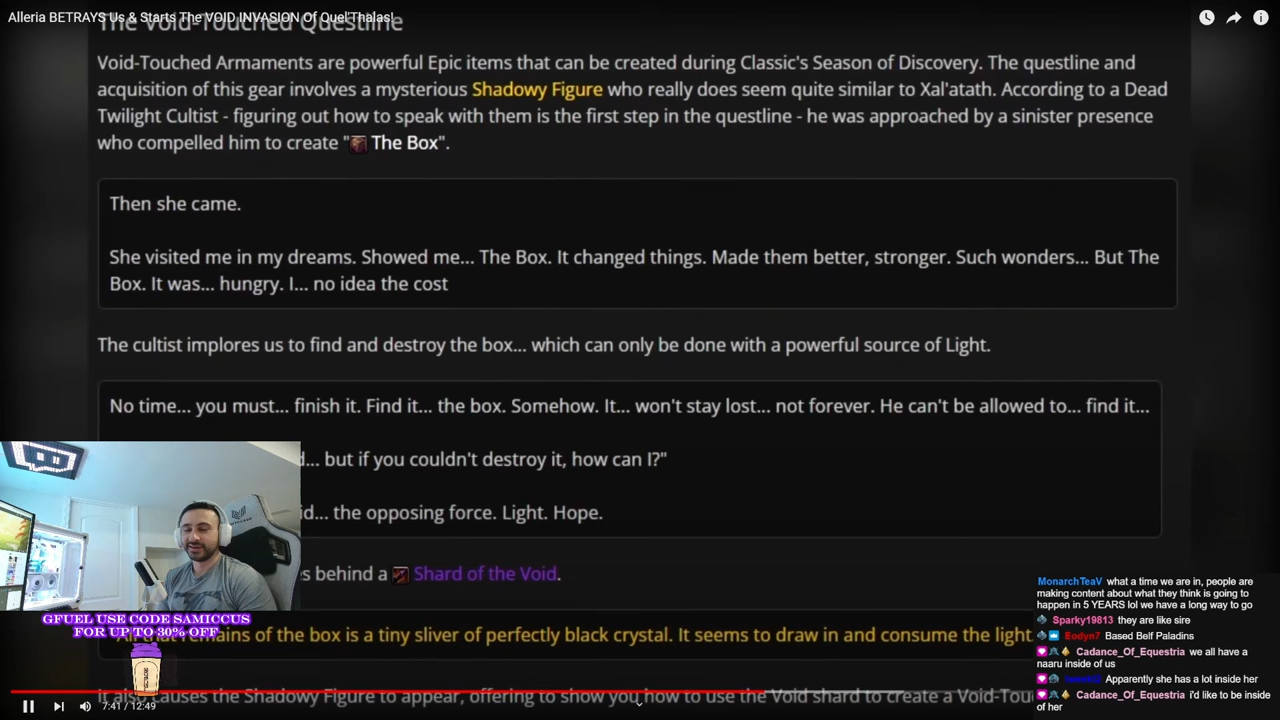 Alleria BETRAYS Us & Starts The VOID INVASION Of Quel'Thalas!
The Void-Touched Questline
Void-Touched Armaments are powerful Epic items that can be created during Classic's Season of Discovery. The questline and
acquisition of this gear involves a mysterious Shadowy Figure who really does seem quite similar to Xal'atath. According to a Dead
Twilight Cultist - figuring out how to speak with them is the first step in the questline - he was approached by a sinister presence
who compelled him to create "The Box".
Then she came.
She visited me in my dreams. Showed me... The Box. It changed things. Made them better, stronger. Such wonders... But The
Box. It was... hungry. I... no idea the cost
The cultist implores us to find and destroy the box... which can only be done with a powerful source of Light.
No time... you must... finish it. Find it... the box. Somehow. It... won't stay lost... not forever. He can't be allowed to... find it...
... but if you couldn't destroy it, how can I?"
... the opposing force. Light. Hope.
behind a Shard of the Void.
remains of the box is a tiny sliver of perfectly black crystal. It seems to draw in and consume the light
It also causes the Shadowy Figure to appear, offering to show you how to use the Void shard to create a Void-Tou
GFUEL USE CODE SAMICCUS
FOR UP TO 30% OFF
7:41 / 12:49
MonarchTeaV what a time we are in, people are
making content about what they think is going to
happen in 5 YEARS lol we have a long way to go
Sparky19813 they are like sire
Eodyn7 Based Belf Paladins
Cadance_Of_Equestria we all have a
naaru inside of us
Apparently she has a lot inside her
Cadance_Of_Equestria i'd like to be inside
of her